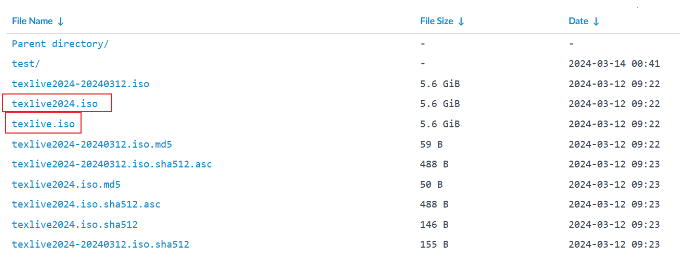 File Name ↓ File Size ↓ Date ↓
Parent directory/ - -
test/ - 2024-03-14 00:41
texlive2024-20240312.iso 5.6 GiB 2024-03-12 09:22
texlive2024.iso 5.6 GiB 2024-03-12 09:22
texlive.iso 5.6 GiB 2024-03-12 09:22
texlive2024-20240312.iso.md5 59 B 2024-03-12 09:22
texlive2024-20240312.iso.sha512.asc 488 B 2024-03-12 09:23
texlive2024.iso.md5 50 B 2024-03-12 09:23
texlive2024.iso.sha512.asc 488 B 2024-03-12 09:23
texlive2024.iso.sha512 146 B 2024-03-12 09:23
texlive2024-20240312.iso.sha512 155 B 2024-03-12 09:23